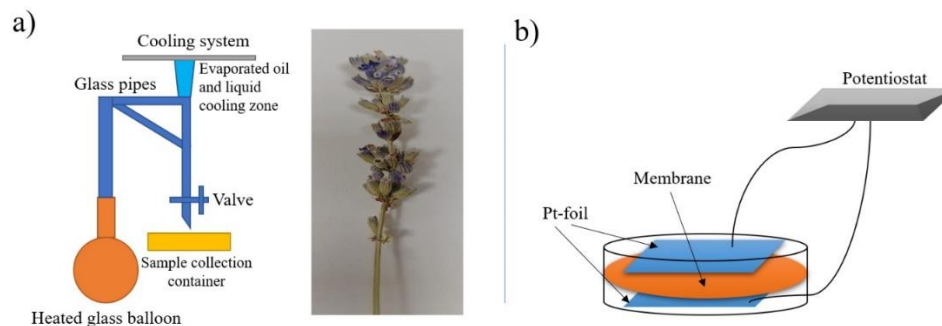 a)
Cooling system
Evaporated oil
and liquid
cooling zone
Glass pipes
Valve
Sample collection
container
Heated glass balloon
b)
Potentiostat
Membrane
Pt-foil